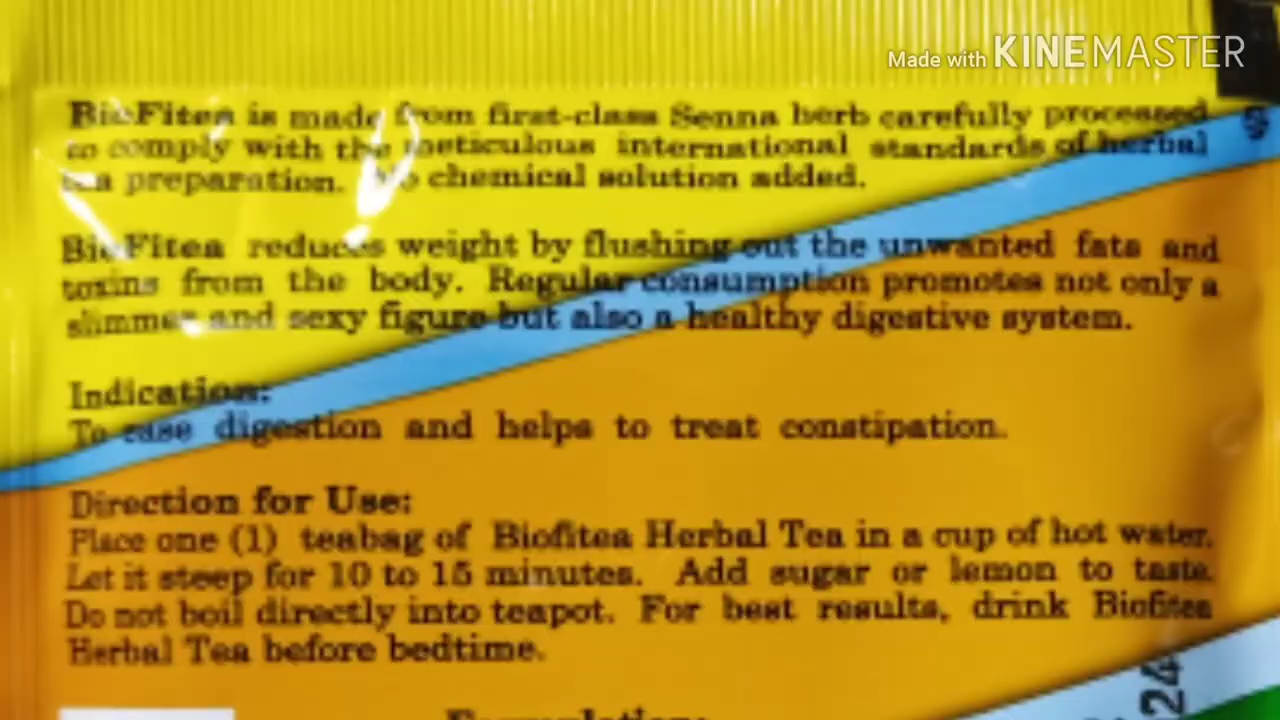 Made with KINEMASTER
BioFitea is made from first-class Senna herb carefully processed
to comply with the meticulous international standards of herbal
tea preparation. No chemical solution added.
BioFitea reduces weight by flushing out the unwanted fats and
toxins from the body. Regular consumption promotes not only a
slimmer and sexy figure but also a healthy digestive system.
Indication:
To ease digestion and helps to treat constipation.
Direction for Use:
Place one (1) teabag of Biofitea Herbal Tea in a cup of hot water.
Let it steep for 10 to 15 minutes. Add sugar or lemon to taste.
Do not boil directly into teapot. For best results, drink Biofitea
Herbal Tea before bedtime.
Formulation:
24